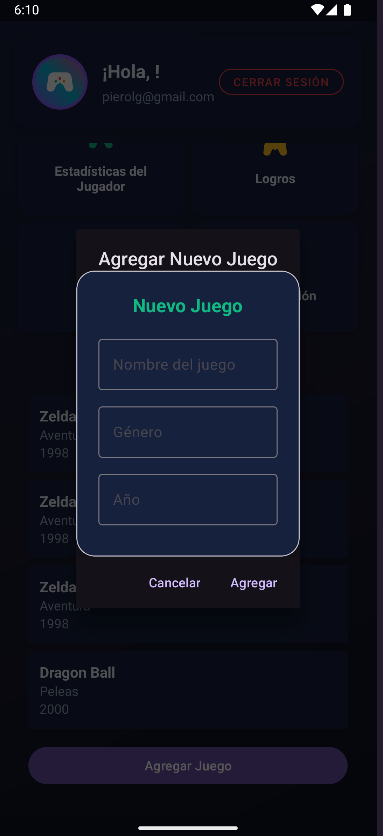 6:10
¡Hola, !
pierolg@gmail.com
CERRAR SESIÓN
Estadísticas del
Jugador
Logros
Agregar Nuevo Juego
ón
Nuevo Juego
Nombre del juego
Género
Año
Zelda
Aventu
1998
Zelda
Aventu
1998
Zelda
Aventura
1998
Cancelar
Agregar
Dragon Ball
Peleas
2000
Agregar Juego